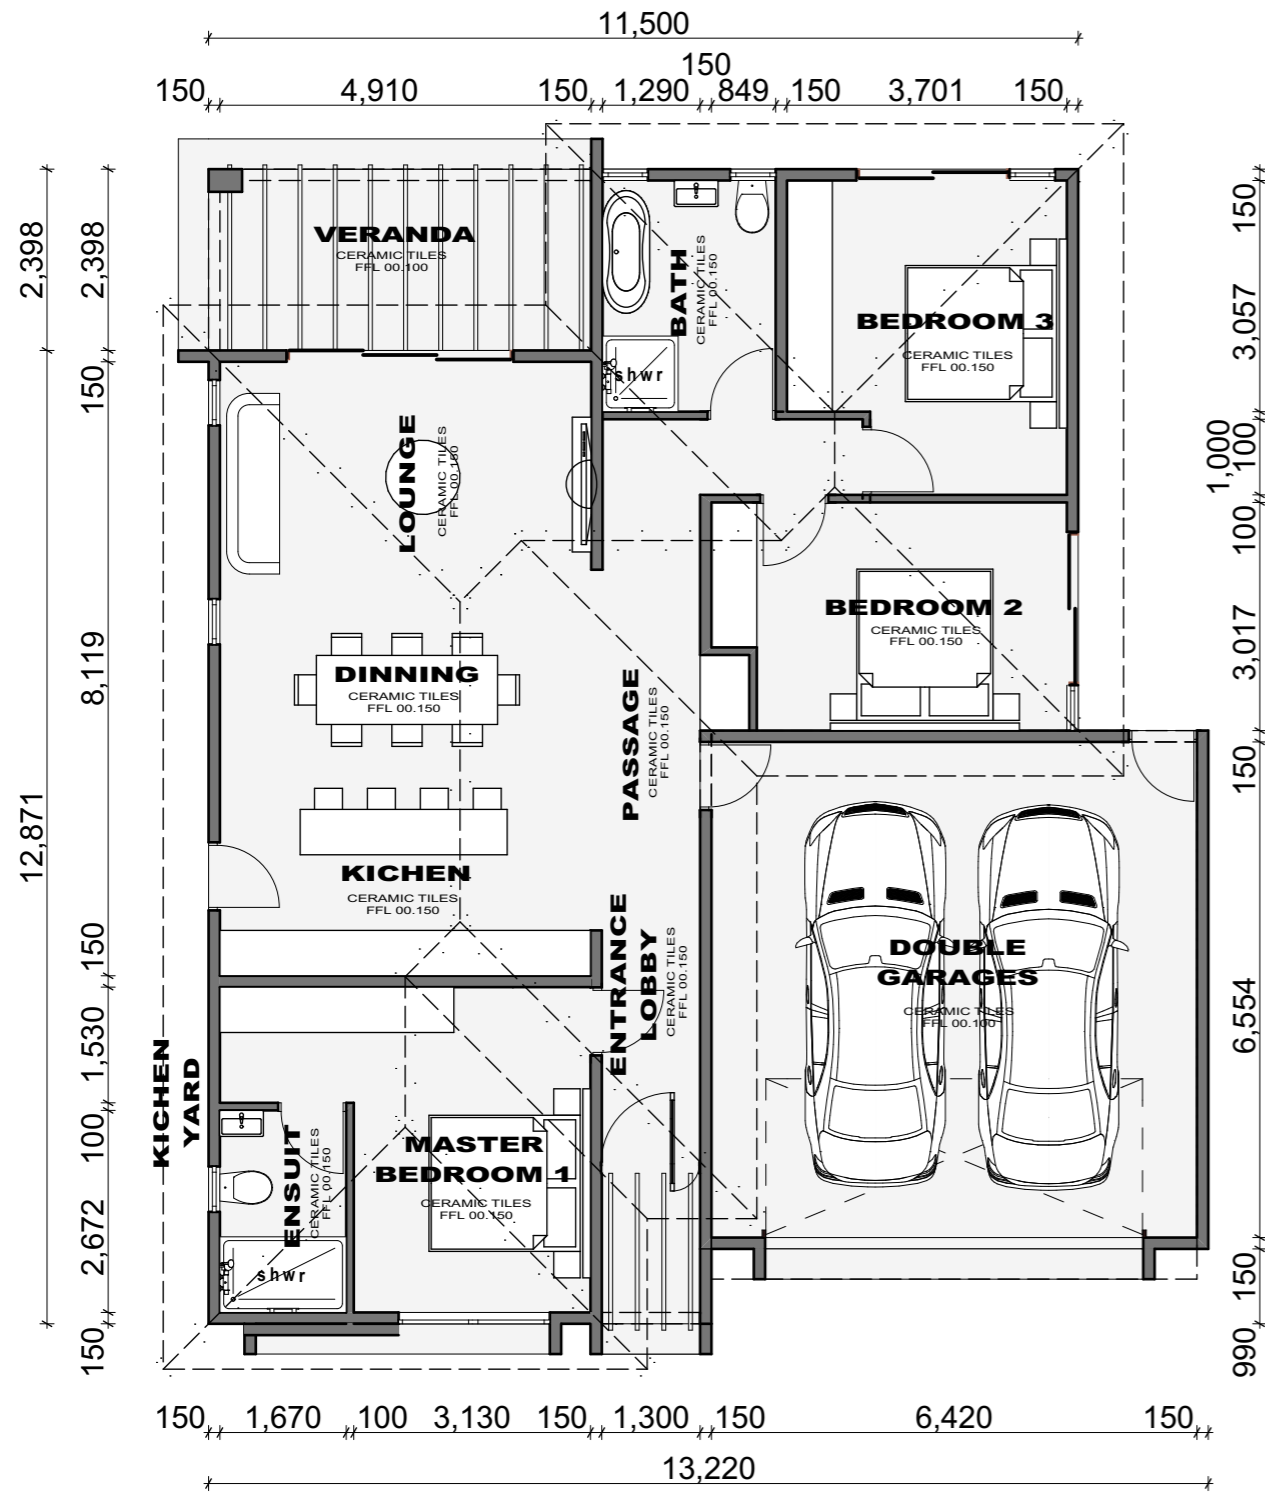 11,500
150
150 4,910 150 1,290 849 150 3,701 150
2,398
2,398
150
8,119
12,871
150
1,530
100
2,672
150
VERANDA
CERAMIC TILES
FFL 00.100
BATH
CERAMIC TILES
FFL 00.150
shwr
BEDROOM 3
CERAMIC TILES
FFL 00.150
LOUNGE
CERAMIC TILES
FFL 00.150
BEDROOM 2
CERAMIC TILES
FFL 00.150
DINNING
CERAMIC TILES
FFL 00.150
PASSAGE
CERAMIC TILES
FFL 00.150
KICHEN
CERAMIC TILES
FFL 00.150
ENTRANCE
LOBBY
CERAMIC TILES
FFL 00.150
DOUBLE
GARAGES
CERAMIC TILES
FFL 00.100
KICHEN
YARD
ENSUIT
CERAMIC TILES
FFL 00.150
shwr
MASTER
BEDROOM 1
CERAMIC TILES
FFL 00.150
150
3,057
1,000
100
100
3,017
150
6,554
150
990
150 1,670 100 3,130 150 1,300 150 6,420 150
13,220